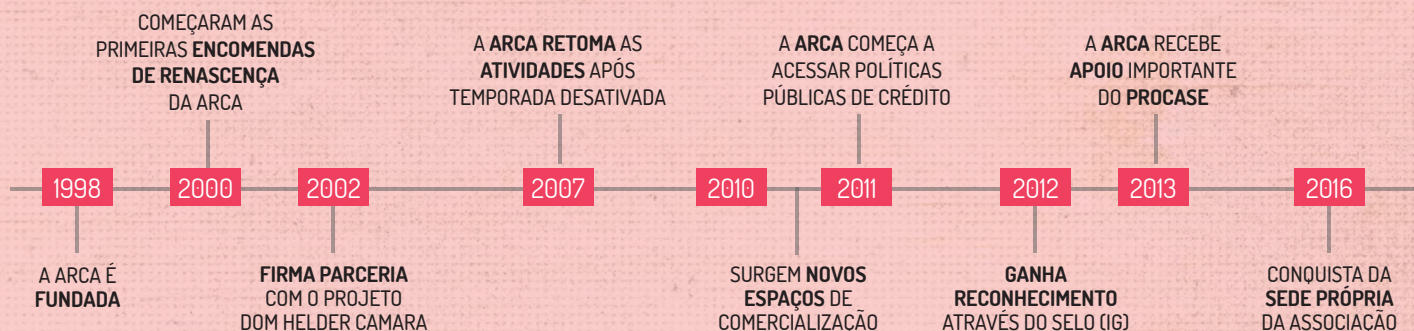 COMEÇARAM AS
PRIMEIRAS ENCOMENDAS
DE RENASCENÇA
DA ARCA
A ARCA RETOMA AS
ATIVIDADES APÓS
TEMPORADA DESATIVADA
A ARCA COMEÇA A
ACESSAR POLÍTICAS
PÚBLICAS DE CRÉDITO
A ARCA RECEBE
APOIO IMPORTANTE
DO PROCASE
1998
2000
2002
2007
2010
2011
2012
2013
2016
A ARCA É
FUNDADA
FIRMA PARCERIA
COM O PROJETO
DOM HELDER CAMARA
SURGEM NOVOS
ESPAÇOS DE
COMERCIALIZAÇÃO
GANHA
RECONHECIMENTO
ATRAVÉS DO SELO (IG)
CONQUISTA DA
SEDE PRÓPRIA
DA ASSOCIAÇÃO